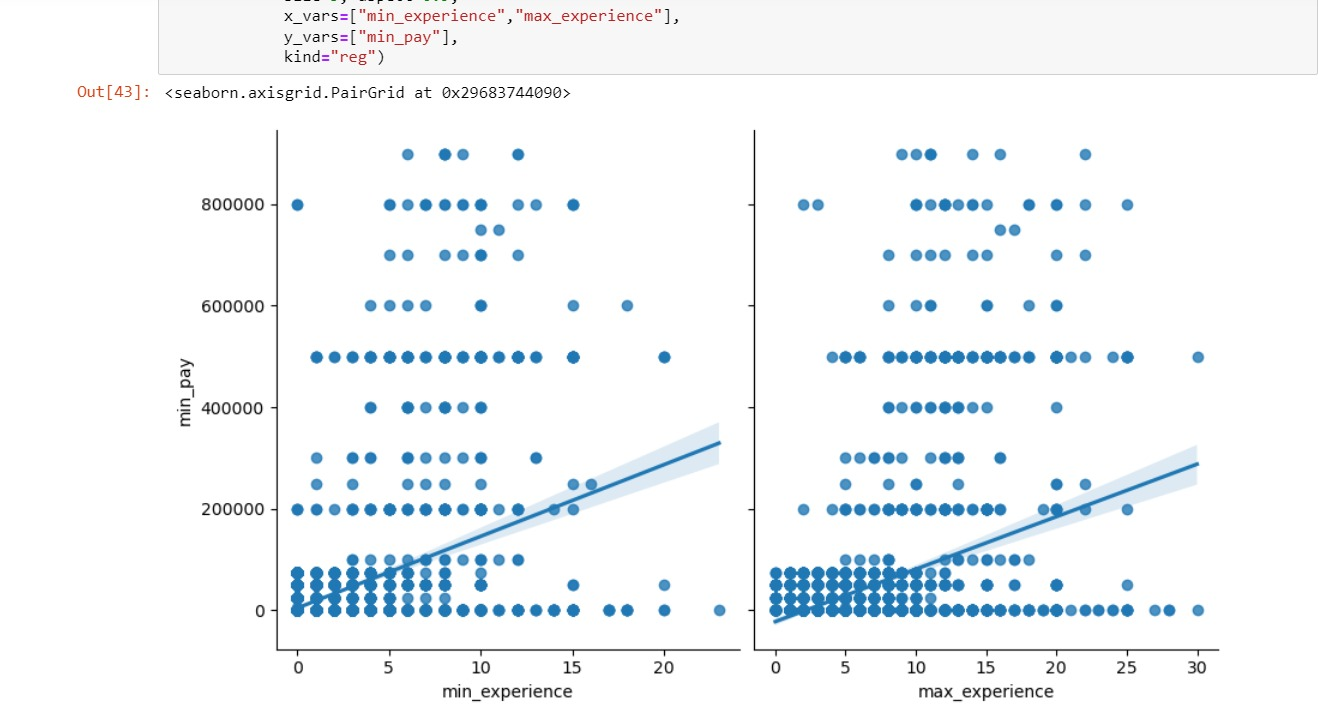 x_vars=["min_experience","max_experience"],
y_vars=["min_pay"],
kind="reg")
Out[43]: <seaborn.axisgrid.PairGrid at 0x29683744090>
800000
600000
400000
200000
0
min_pay
0 5 10 15 20
min_experience
0 5 10 15 20 25 30
max_experience